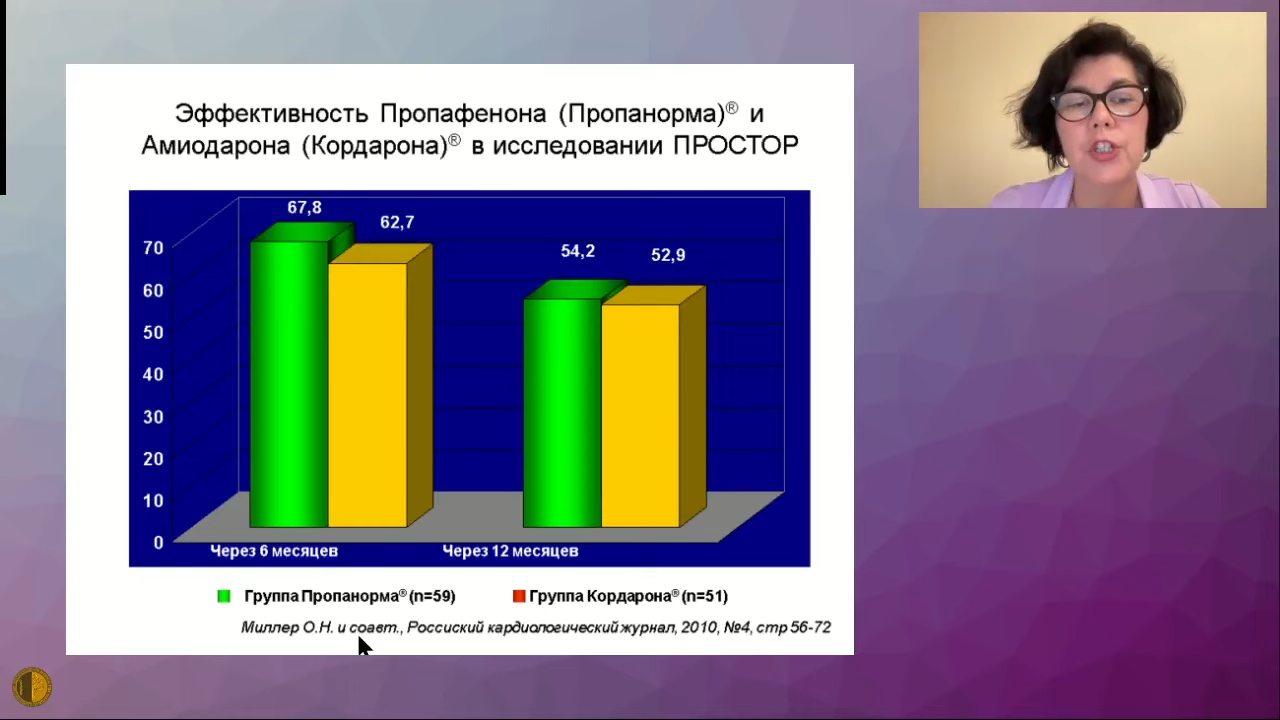 Эффективность Пропафенона (Пропанорма)® и
Амиодарона (Кордарона)® в исследовании ПРОСТОР
67,8
62,7
54,2
52,9
70
60
50
40
30
20
10
0
Через 6 месяцев
Через 12 месяцев
Группа Пропанорма® (n=59)
Группа Кордарона® (n=51)
Миллер О.Н. и соавт., Россиский кардиологический журнал, 2010, №4, стр 56-72